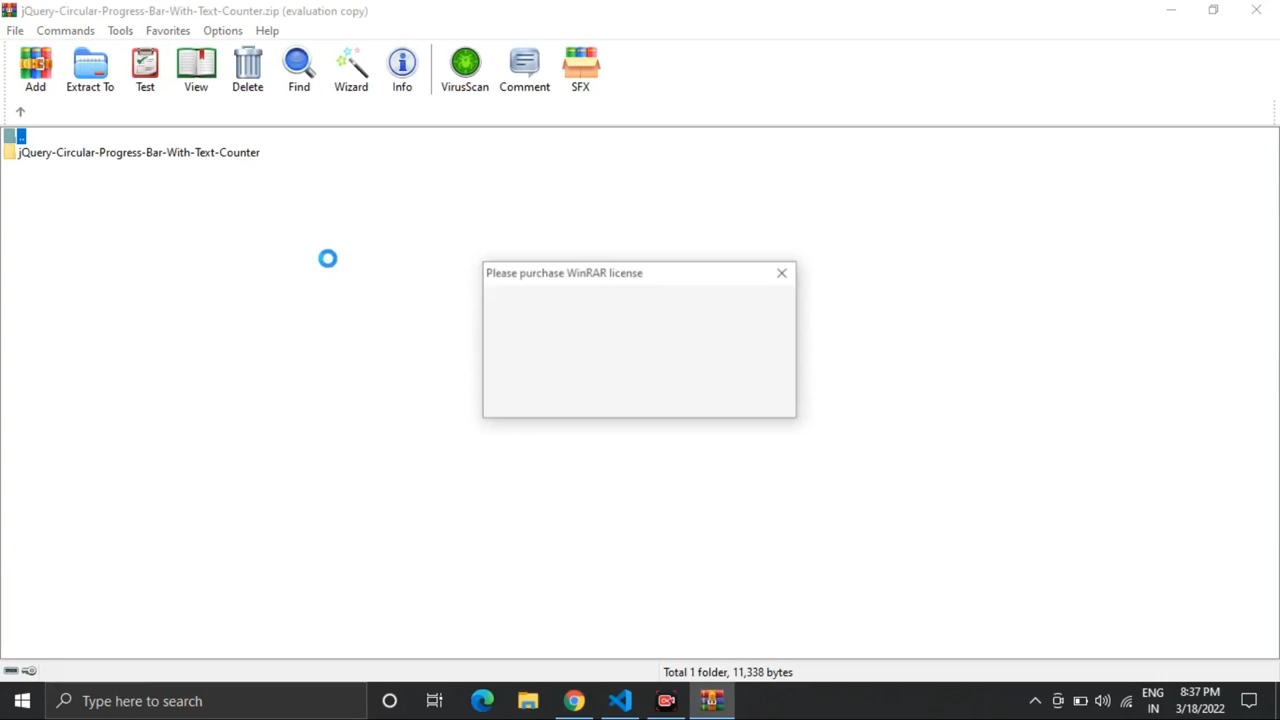 jQuery-Circular-Progress-Bar-With-Text-Counter.zip (evaluation copy)
File Commands Tools Favorites Options Help
Add Extract To Test View Delete Find Wizard Info VirusScan Comment SFX
..
jQuery-Circular-Progress-Bar-With-Text-Counter
Please purchase WinRAR license
Total 1 folder, 11,338 bytes
Type here to search
ENG 8:37 PM
IN 3/18/2022